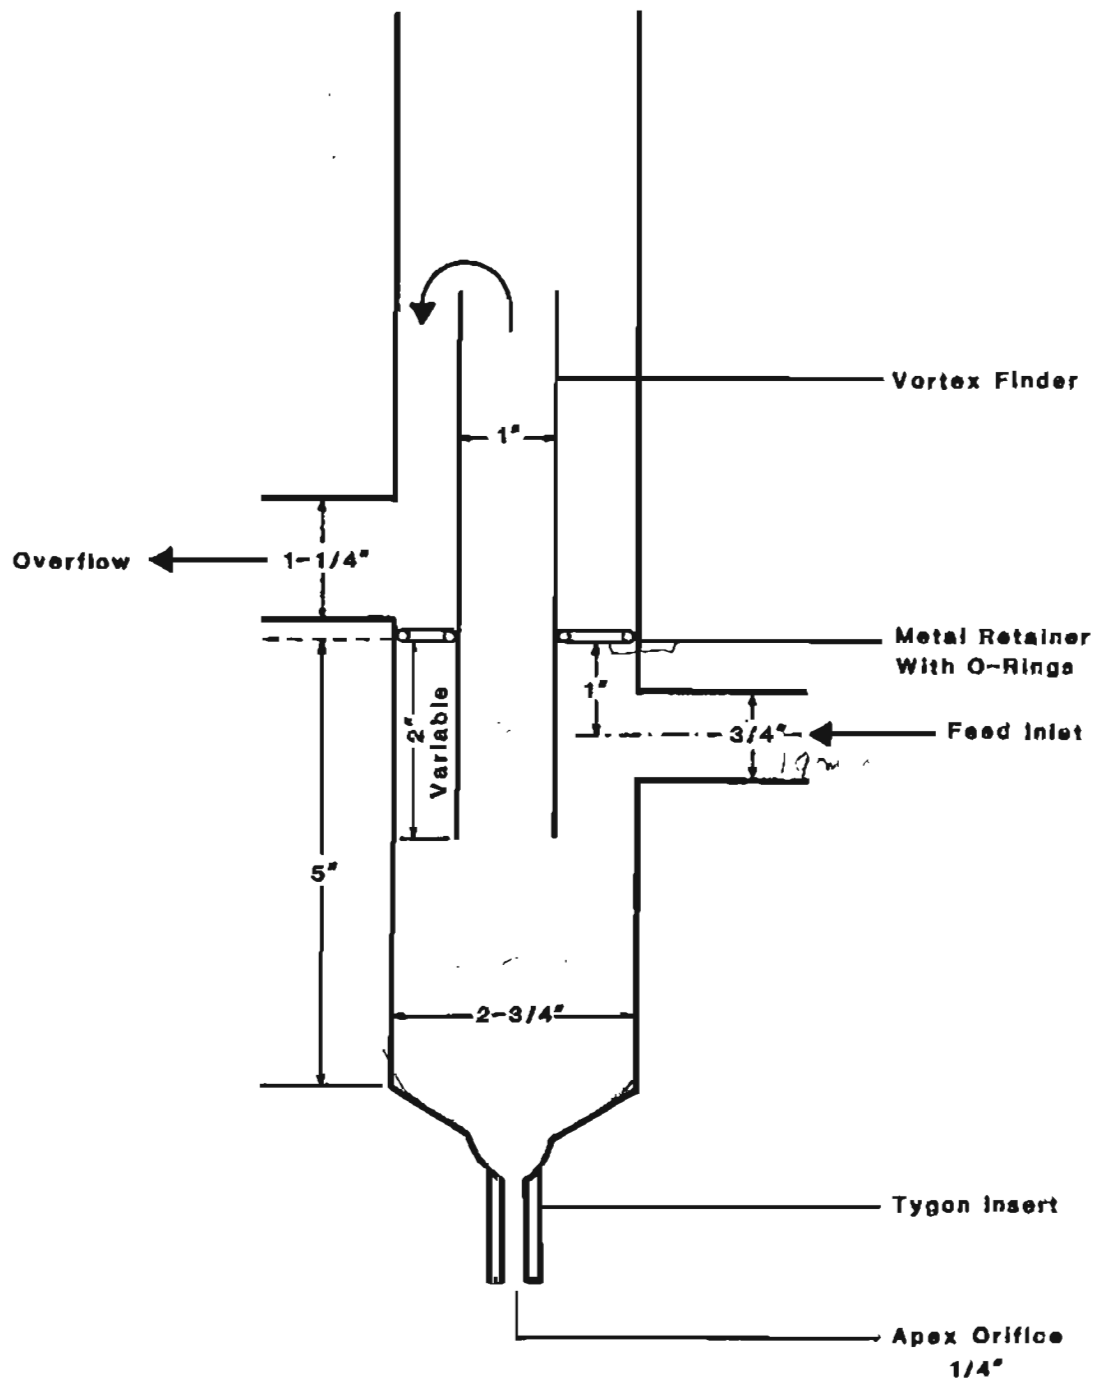 Vortex Finder
1"
Overflow
1-1/4"
Metal Retainer
With O-Rings
1"
2"
Variable
3/4"
Feed Inlet
5"
2-3/4"
Tygon Insert
Apex Orifice
1/4"